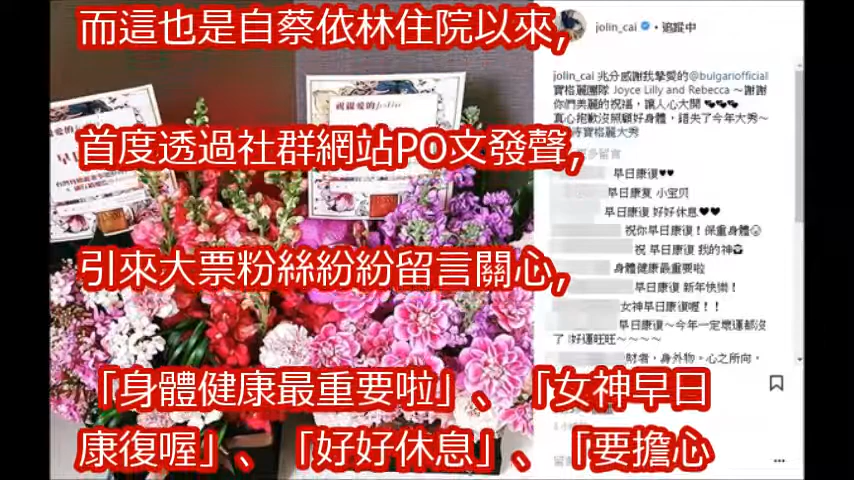 而這也是自蔡依林住院以來,
首度透過社群網站PO文發聲,
引來大票粉絲紛紛留言關心,
「身體健康最重要啦」、「女神早日
康復喔」、「好好休息」、「要擔心
祝親愛的Jolin
jolin_cai • 追蹤中
jolin_cai 兆分感謝我摯愛的@bulgariofficial
寶格麗團隊 Joyce Lilly and Rebecca ～謝謝
你們美麗的祝福，讓人心大開
真心抱歉沒照顧好身體，錯失了今年大秀～
待寶格麗大秀
多留言
早日康復♥♥
早日康复 小宝贝
早日康復 好好休息♥♥
祝你早日康復！保重身體
祝 早日康復 我的神
身體健康最重要啦
早日康復 新年快樂！
女神早日康復喔！！
早日康復～今年一定壞運都沒
了 好運旺旺～～～～
財者，身外物。心之所向，